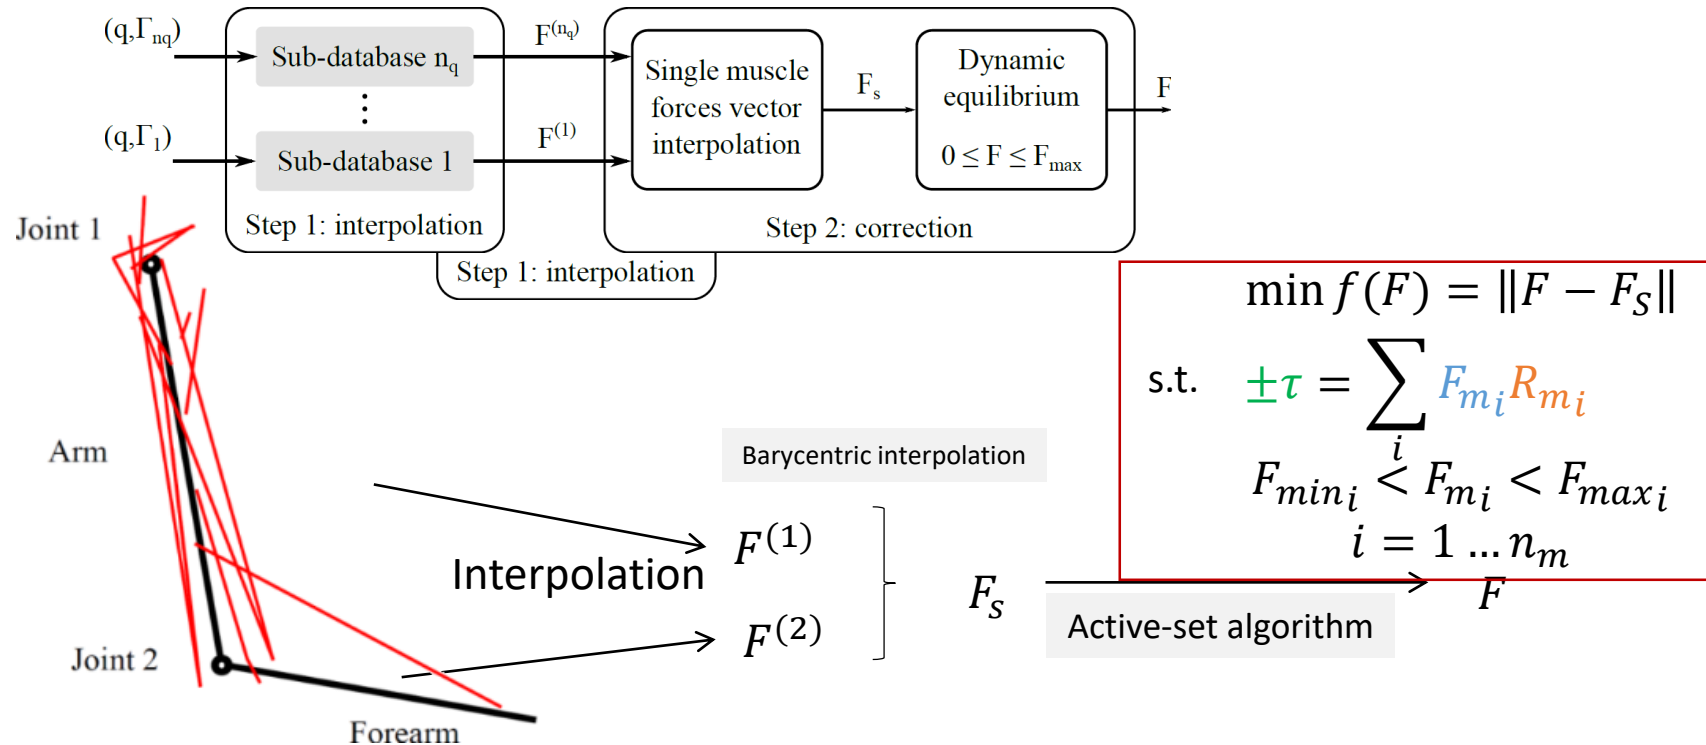 (q,Γnq)
Sub-database nq
F(nq)
⋮
(q,Γ1)
Sub-database 1
F(1)
Step 1: interpolation
Single muscle
forces vector
interpolation
Fs
Dynamic
equilibrium
0 ≤ F ≤ Fmax
F
Step 2: correction
Step 1: interpolation
Joint 1
Arm
Joint 2
Forearm
Interpolation
Barycentric interpolation
F(1)
F(2)
Fs
Active-set algorithm
F
min f(F) = ‖F − FS‖
s.t. ±τ = ∑i Fmi Rmi
Fmini < Fmi < Fmaxi
i = 1 … nm